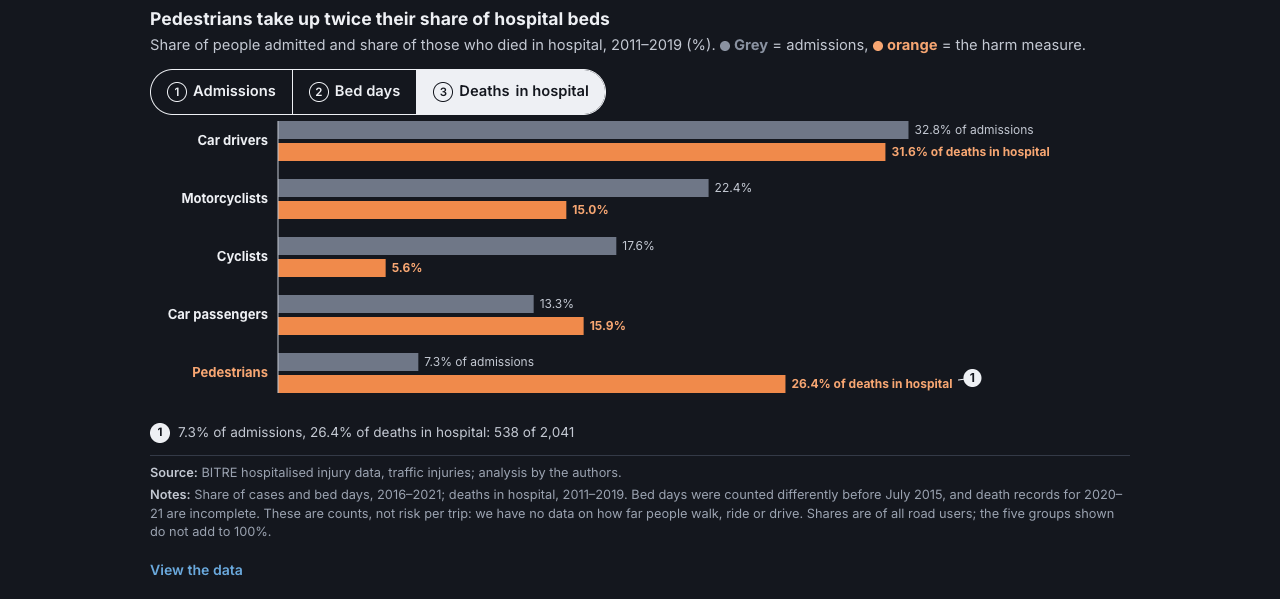 Pedestrians take up twice their share of hospital beds
Share of people admitted and share of those who died in hospital, 2011–2019 (%). Grey = admissions, orange = the harm measure.
1 Admissions
2 Bed days
3 Deaths in hospital
Car drivers
32.8% of admissions
31.6% of deaths in hospital
Motorcyclists
22.4%
15.0%
Cyclists
17.6%
5.6%
Car passengers
13.3%
15.9%
Pedestrians
7.3% of admissions
26.4% of deaths in hospital 1
1 7.3% of admissions, 26.4% of deaths in hospital: 538 of 2,041
Source: BITRE hospitalised injury data, traffic injuries; analysis by the authors.
Notes: Share of cases and bed days, 2016–2021; deaths in hospital, 2011–2019. Bed days were counted differently before July 2015, and death records for 2020–
21 are incomplete. These are counts, not risk per trip: we have no data on how far people walk, ride or drive. Shares are of all road users; the five groups shown
do not add to 100%.
View the data